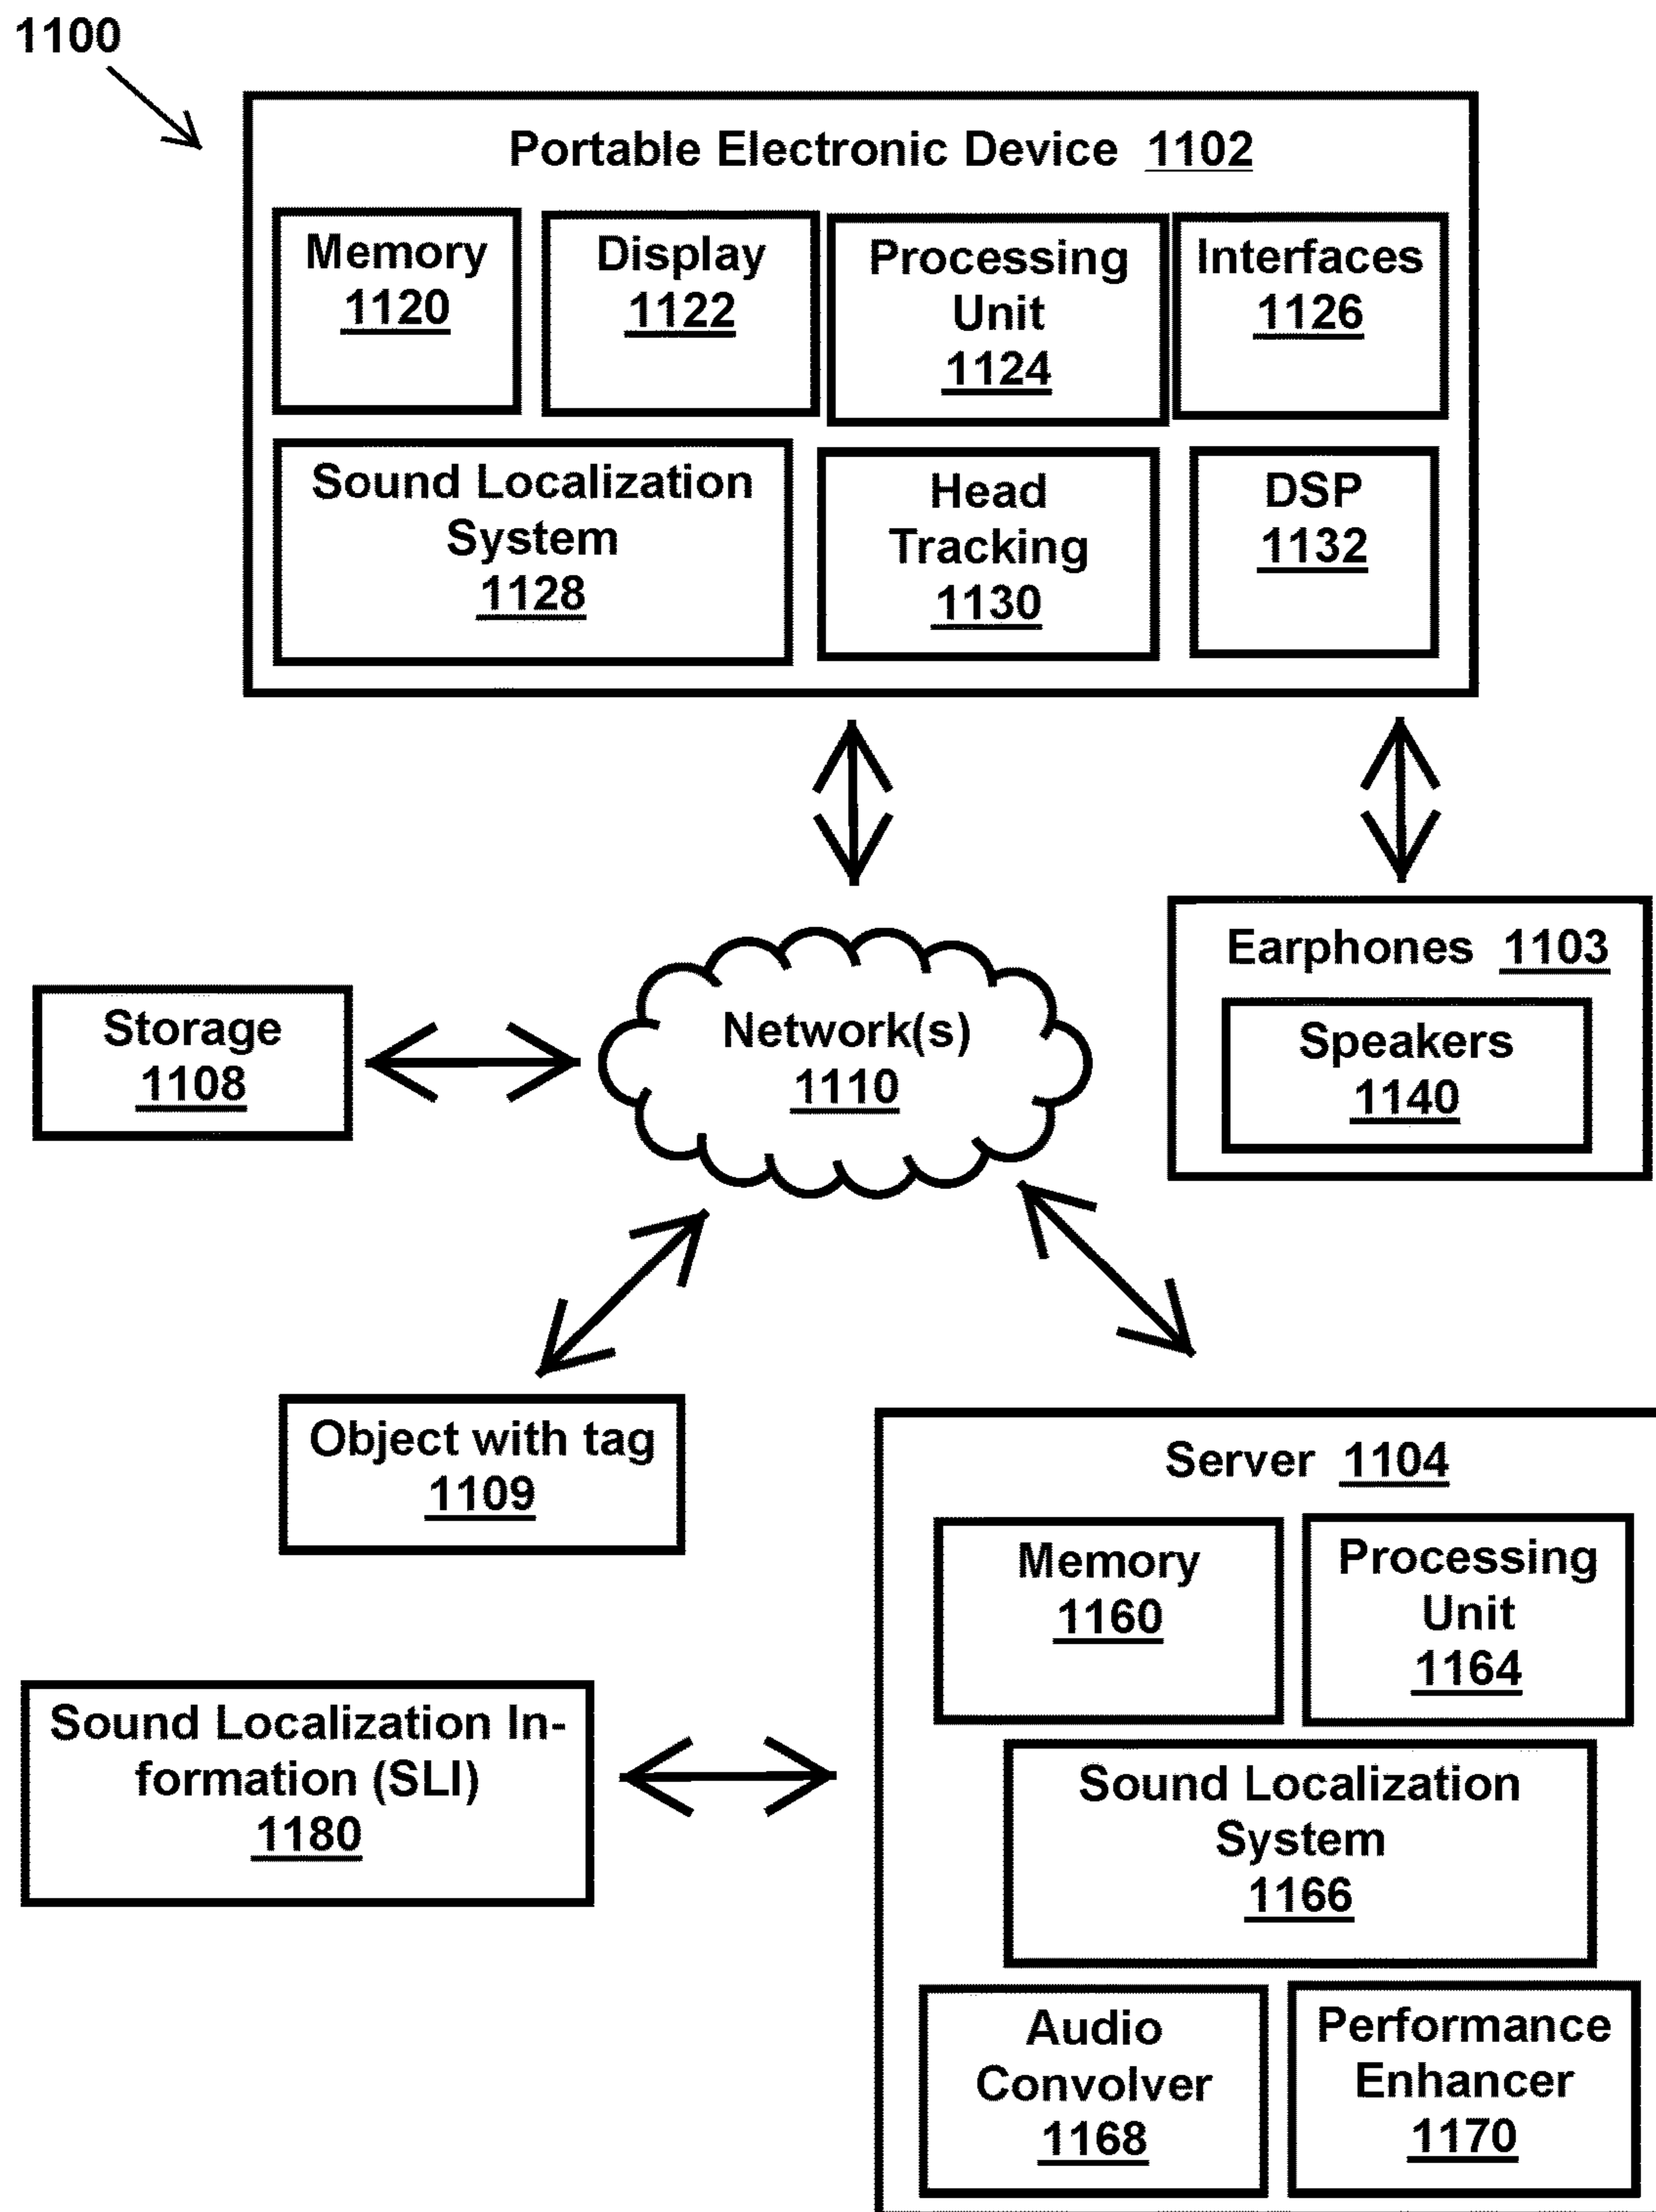 1100
Portable Electronic Device 1102
Memory
1120
Display
1122
Processing
Unit
1124
Interfaces
1126
Sound Localization
System
1128
Head
Tracking
1130
DSP
1132
Earphones 1103
Speakers
1140
Storage
1108
Network(s)
1110
Object with tag
1109
Server 1104
Memory
1160
Processing
Unit
1164
Sound Localization In-
formation (SLI)
1180
Sound Localization
System
1166
Audio
Convolver
1168
Performance
Enhancer
1170